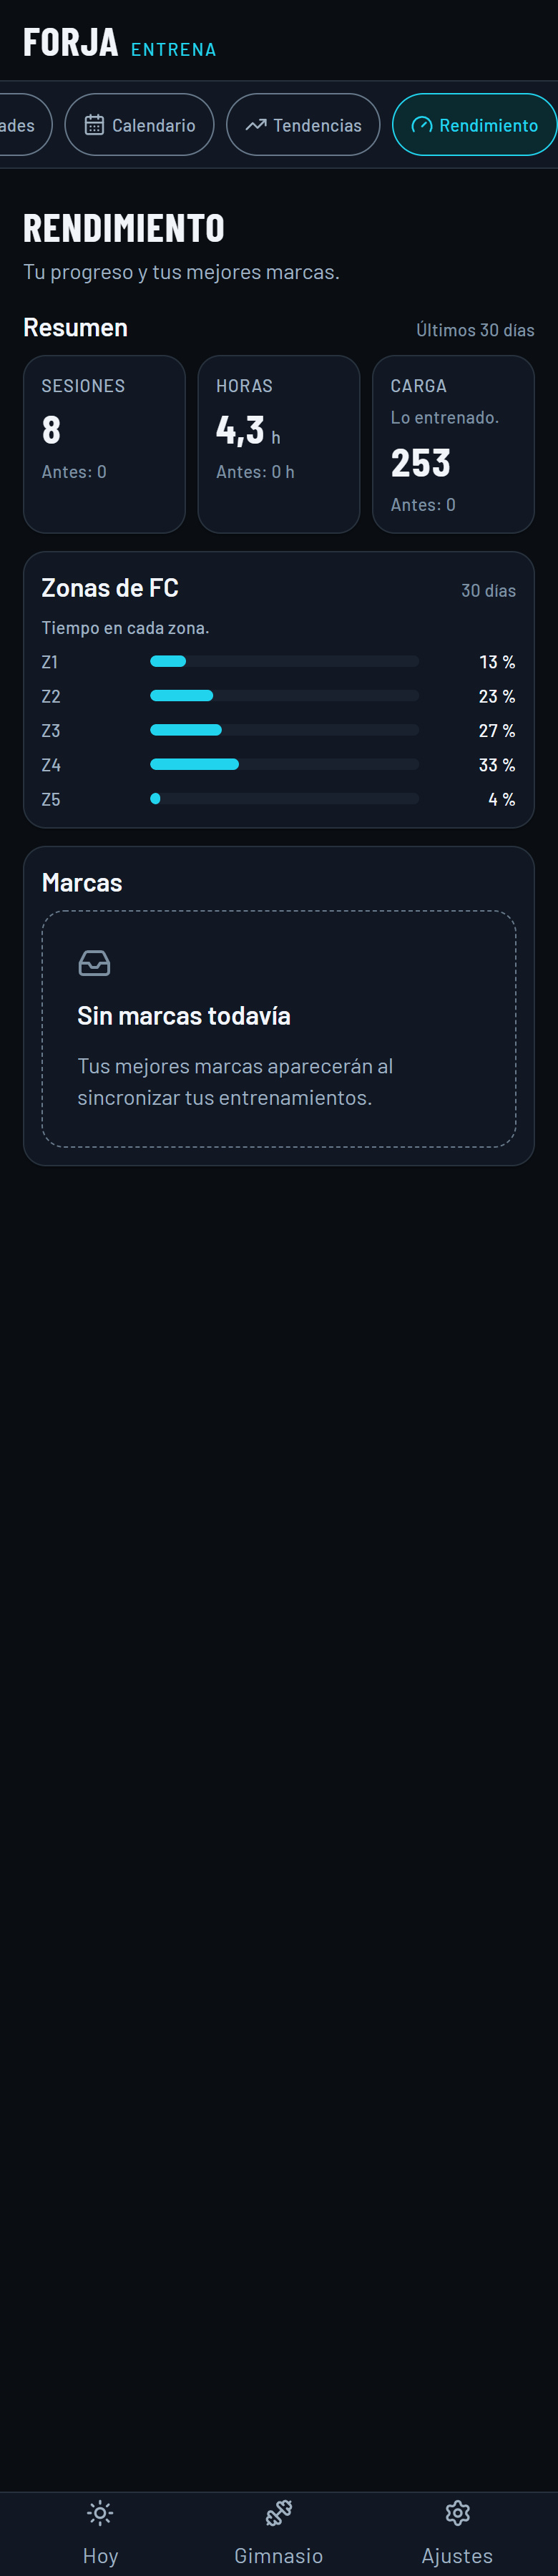 FORJA ENTRENA
ades Calendario Tendencias Rendimiento
RENDIMIENTO
Tu progreso y tus mejores marcas.
Resumen Últimos 30 días
SESIONES
8
Antes: 0
HORAS
4,3 h
Antes: 0 h
CARGA
Lo entrenado.
253
Antes: 0
Zonas de FC 30 días
Tiempo en cada zona.
Z1 13 %
Z2 23 %
Z3 27 %
Z4 33 %
Z5 4 %
Marcas
Sin marcas todavía
Tus mejores marcas aparecerán al
sincronizar tus entrenamientos.
Hoy Gimnasio Ajustes